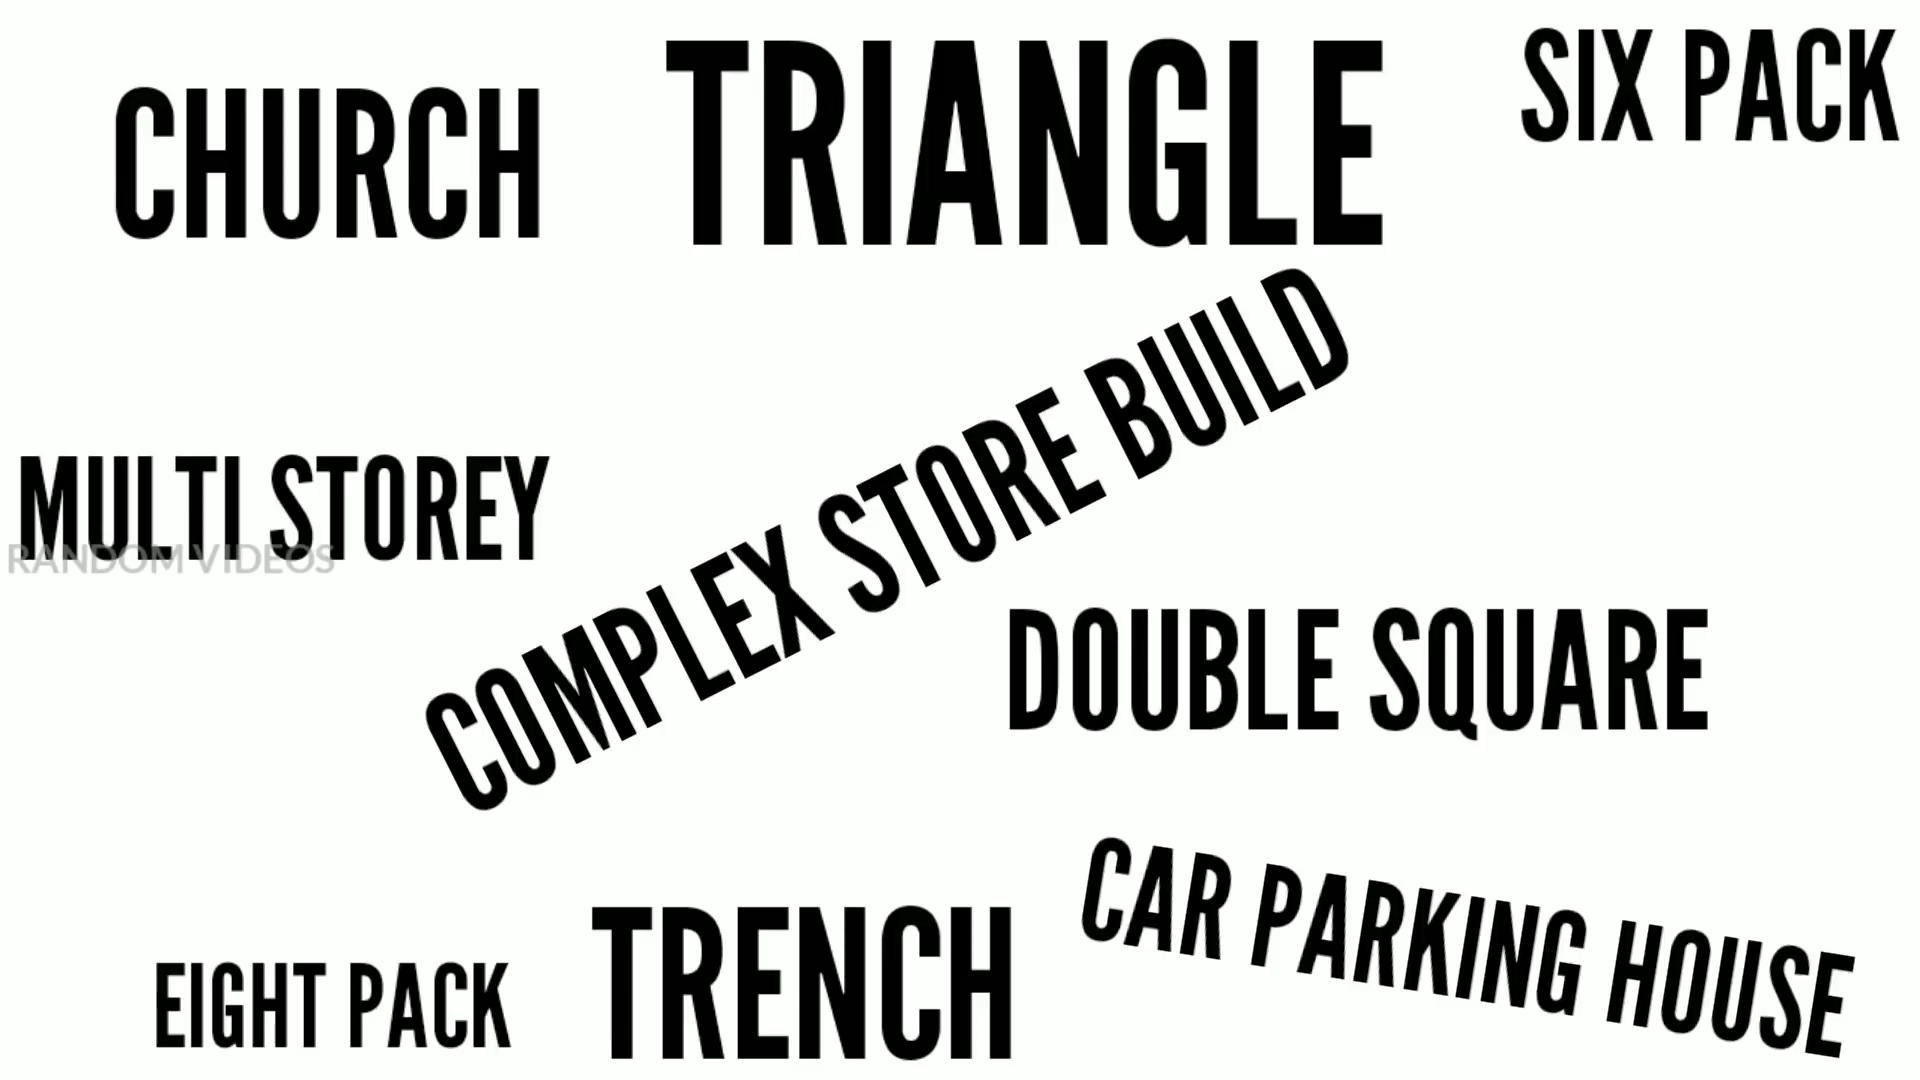 CHURCH
TRIANGLE
SIX PACK
COMPLEX STORE BUILD
MULTI STOREY
RANDOM VIDEOS
DOUBLE SQUARE
CAR PARKING HOUSE
EIGHT PACK
TRENCH